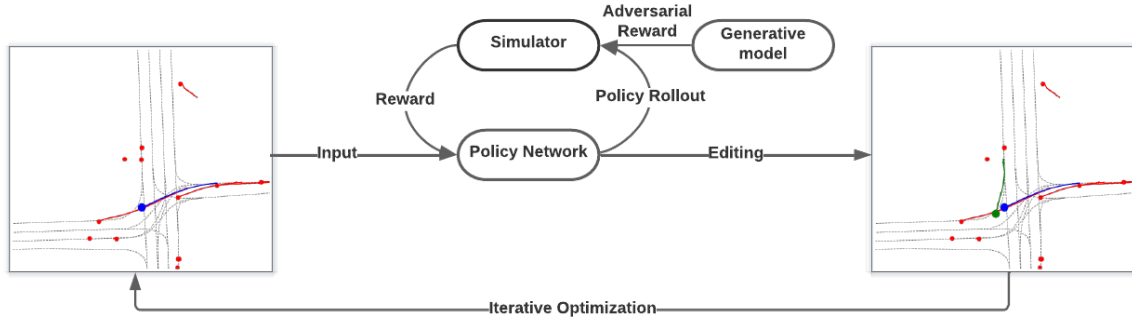 Adversarial
Reward
Simulator
Generative
model
Reward
Policy Rollout
Input
Policy Network
Editing
Iterative Optimization